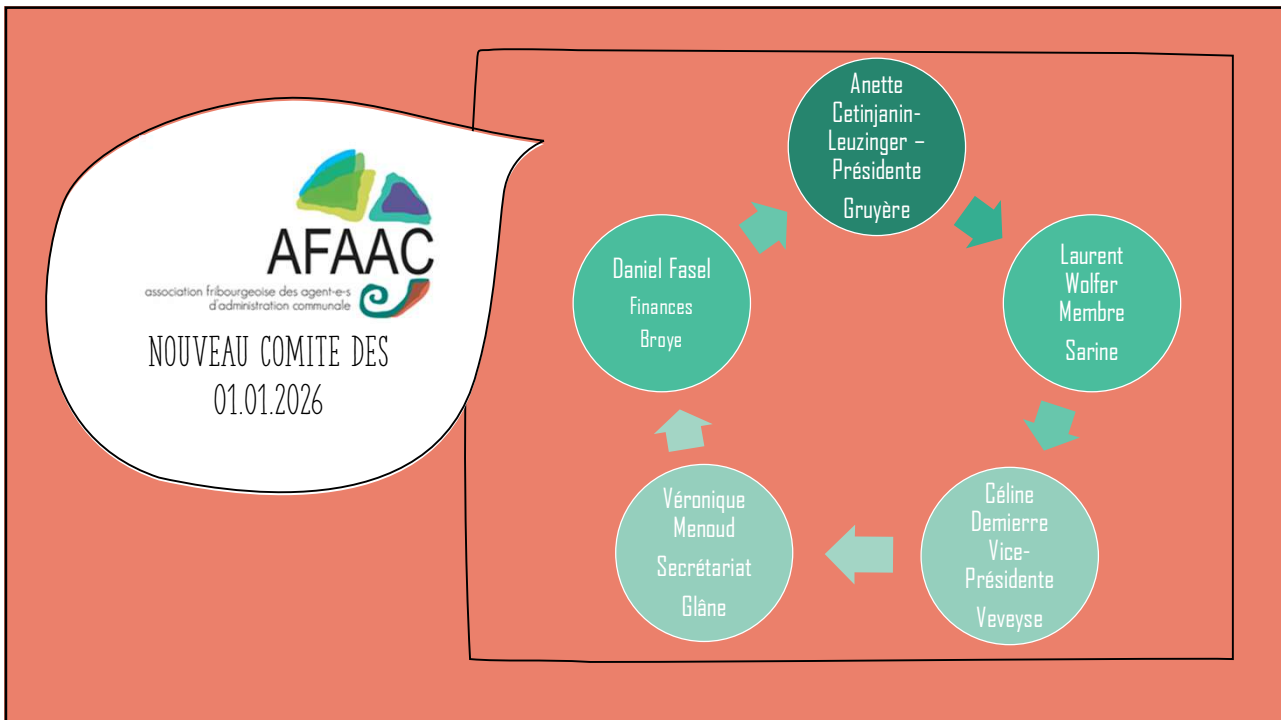 AFAAC
association fribourgeoise des agent-e-s
d'administration communale
NOUVEAU COMITE DES
01.01.2026
Anette
Cetinjanin-
Leuzinger –
Présidente
Gruyère
Laurent
Wolfer
Membre
Sarine
Céline
Demierre
Vice-
Présidente
Veveyse
Véronique
Menoud
Secrétariat
Glâne
Daniel Fasel
Finances
Broye